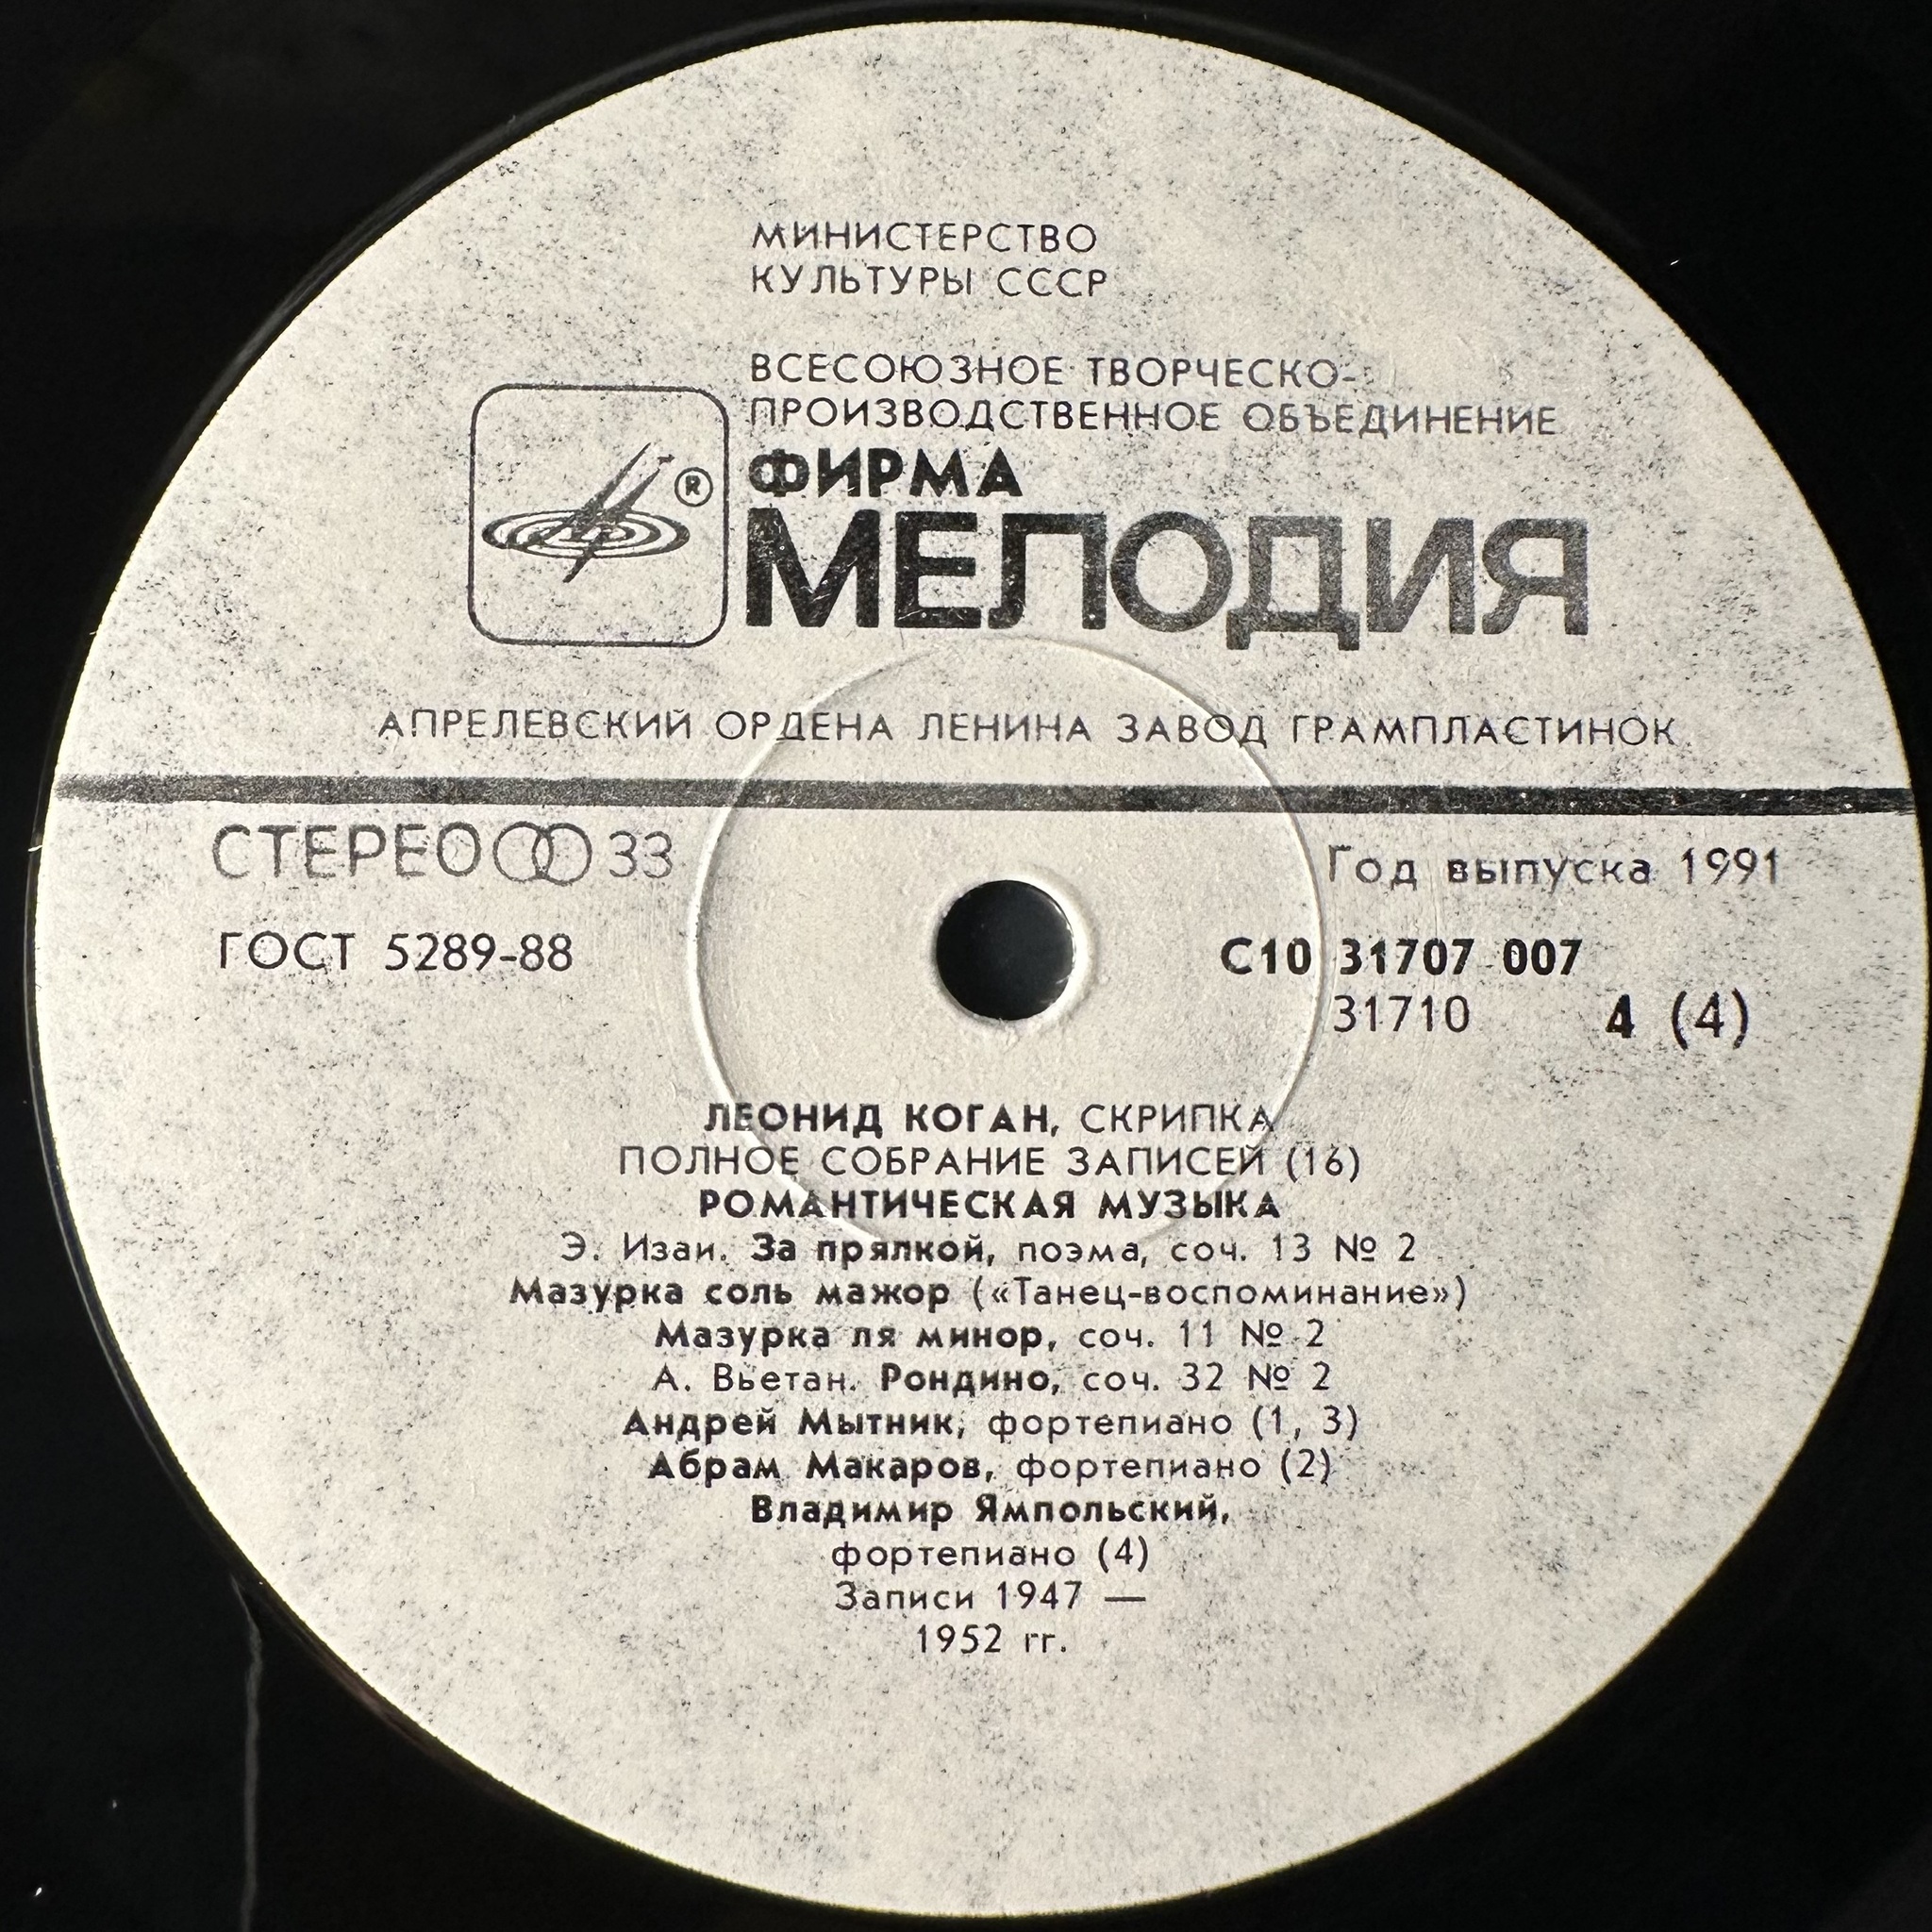 МИНИСТЕРСТВО
КУЛЬТУРЫ СССР
ВСЕСОЮЗНОЕ ТВОРЧЕСКО-
ПРОИЗВОДСТВЕННОЕ ОБЪЕДИНЕНИЕ
ФИРМА
® МЕЛОДИЯ
АПРЕЛЕВСКИЙ ОРДЕНА ЛЕНИНА ЗАВОД ГРАМПЛАСТИНОК
СТЕРЕО 33
Год выпуска 1991
ГОСТ 5289-88
С10 31707 007
31710 4 (4)
ЛЕОНИД КОГАН, СКРИПКА
ПОЛНОЕ СОБРАНИЕ ЗАПИСЕЙ (16)
РОМАНТИЧЕСКАЯ МУЗЫКА
Э. Изаи. За прялкой, поэма, соч. 13 № 2
Мазурка соль мажор («Танец-воспоминание»)
Мазурка ля минор, соч. 11 № 2
А. Вьетан. Рондино, соч. 32 № 2
Андрей Мытник, фортепиано (1, 3)
Абрам Макаров, фортепиано (2)
Владимир Ямпольский,
фортепиано (4)
Записи 1947 —
1952 гг.